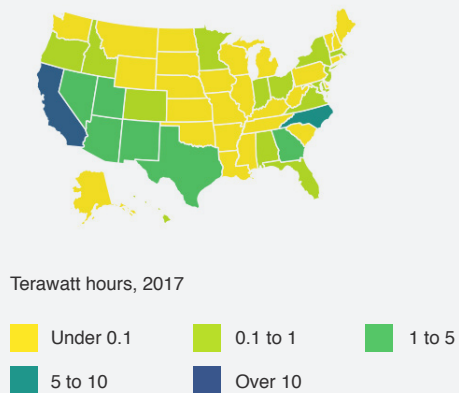 Terawatt hours, 2017
Under 0.1
0.1 to 1
1 to 5
5 to 10
Over 10